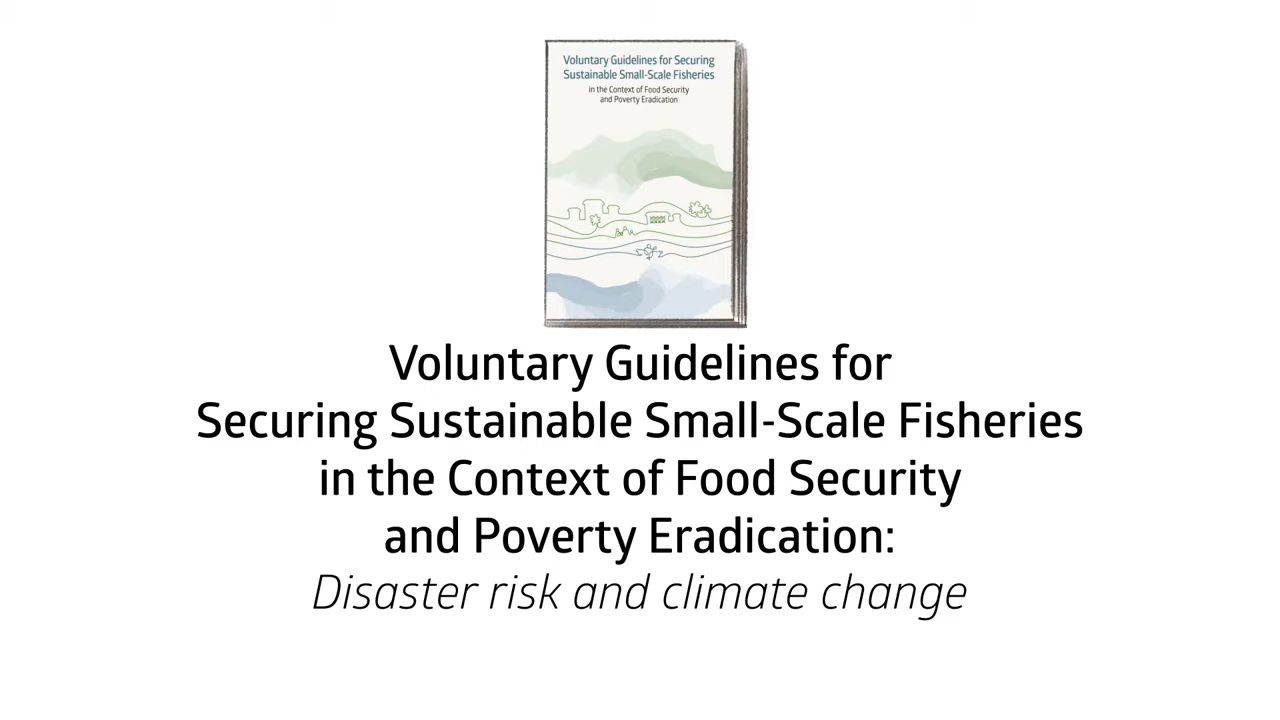 Voluntary Guidelines for Securing
Sustainable Small-Scale Fisheries
in the Context of Food Security
and Poverty Eradication
Voluntary Guidelines for
Securing Sustainable Small-Scale Fisheries
in the Context of Food Security
and Poverty Eradication:
Disaster risk and climate change